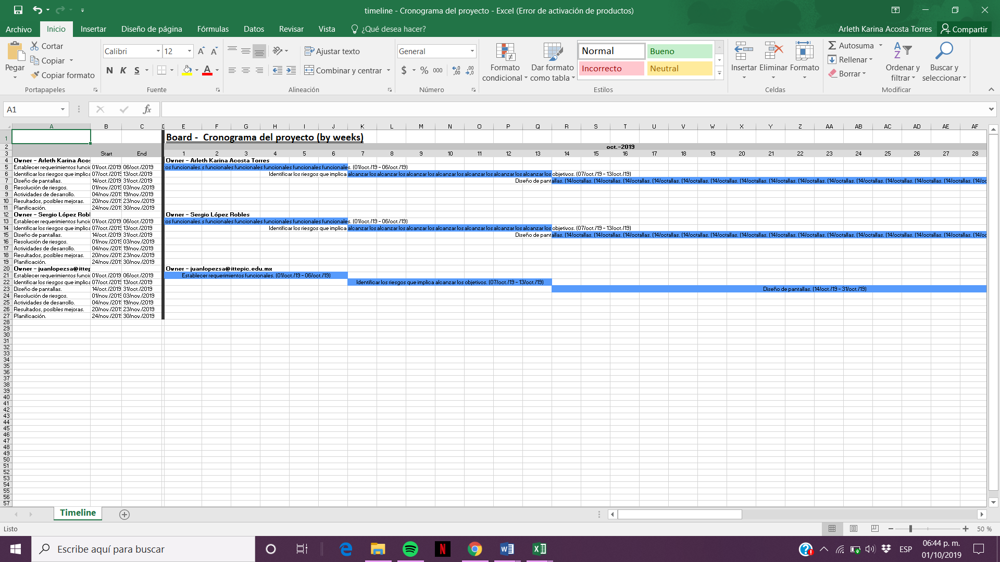 timeline - Cronograma del proyecto - Excel (Error de activación de productos)
Archivo Inicio Insertar Diseño de página Fórmulas Datos Revisar Vista ¿Qué desea hacer? Arleth Karina Acosta Torres Compartir
Pegar
Cortar
Copiar
Copiar formato
Portapapeles
Calibri 12
N K S
Fuente
Ajustar texto
Combinar y centrar
Alineación
General
$ % 000
Número
Formato condicional
Dar formato como tabla
Normal Bueno
Incorrecto Neutral
Estilos
Insertar Eliminar Formato
Celdas
Autosuma
Rellenar
Borrar
Ordenar y filtrar
Buscar y seleccionar
Modificar
A1 fx
A B C D E F G H I J K L M N O P Q R S T U V W X Y Z AA AB AC AD AE AF
1 Board - Cronograma del proyecto (by weeks)
2 oct.-2019
3 Start End 1 2 3 4 5 6 7 8 9 10 11 12 13 14 15 16 17 18 19 20 21 22 23 24 25 26 27 28
4 Owner - Arleth Karina Acos Owner - Arleth Karina Acosta Torres
5 Establecer requerimientos funci 01/oct./2019 06/oct./2019 os funcionales.s funcionales funcionales funcionales funcionales funcionales. (01/oct./19 - 06/oct./19)
6 Identificar los riesgos que implica 07/oct./2019 13/oct./2019 Identificar los riesgos que implica alcanzar los alcanzar los alcanzar los alcanzar los alcanzar los alcanzar los alcanzar los objetivos. (07/oct./19 - 13/oct./19)
7 Diseño de pantallas. 14/oct./2019 31/oct./2019 Diseño de pantallas. (14/octallas. (14/octallas. (14/octallas. (14/octallas. (14/octallas. (14/octallas. (14/octallas. (14/octallas. (14/octallas. (14/octallas. (14/octallas. (14/octallas. (14/octallas. (14/octallas. (14/oc
8 Resolución de riesgos. 01/nov./2019 03/nov./2019
9 Actividades de desarrollo. 04/nov./2019 19/nov./2019
10 Resultados, posibles mejoras. 20/nov./2019 23/nov./2019
11 Planificación. 24/nov./2019 30/nov./2019
12 Owner - Sergio López Robl Owner - Sergio López Robles
13 Establecer requerimientos funci 01/oct./2019 06/oct./2019 os funcionales.s funcionales funcionales funcionales funcionales funcionales. (01/oct./19 - 06/oct./19)
14 Identificar los riesgos que implica 07/oct./2019 13/oct./2019 Identificar los riesgos que implica alcanzar los alcanzar los alcanzar los alcanzar los alcanzar los alcanzar los alcanzar los objetivos. (07/oct./19 - 13/oct./19)
15 Diseño de pantallas. 14/oct./2019 31/oct./2019 Diseño de pantallas. (14/octallas. (14/octallas. (14/octallas. (14/octallas. (14/octallas. (14/octallas. (14/octallas. (14/octallas. (14/octallas. (14/octallas. (14/octallas. (14/octallas. (14/octallas. (14/octallas. (14/oc
16 Resolución de riesgos. 01/nov./2019 03/nov./2019
17 Actividades de desarrollo. 04/nov./2019 19/nov./2019
18 Resultados, posibles mejoras. 20/nov./2019 23/nov./2019
19 Planificación. 24/nov./2019 30/nov./2019
20 Owner - juanlopezsa@ittep Owner - juanlopezsa@ittepic.edu.mx
21 Establecer requerimientos funci 01/oct./2019 06/oct./2019 Establecer requerimientos funcionales. (01/oct./19 - 06/oct./19)
22 Identificar los riesgos que implica 07/oct./2019 13/oct./2019 Identificar los riesgos que implica alcanzar los objetivos. (07/oct./19 - 13/oct./19)
23 Diseño de pantallas. 14/oct./2019 31/oct./2019 Diseño de pantallas. (14/oct./19 - 31/oct./19)
24 Resolución de riesgos. 01/nov./2019 03/nov./2019
25 Actividades de desarrollo. 04/nov./2019 19/nov./2019
26 Resultados, posibles mejoras. 20/nov./2019 23/nov./2019
27 Planificación. 24/nov./2019 30/nov./2019
28
29
30
31
32
33
34
35
36
37
38
39
40
41
42
43
44
45
46
47
48
49
50
51
52
53
54
55
56
57
Timeline
Listo 50 %
Escribe aquí para buscar
ESP
06:44 p. m.
01/10/2019